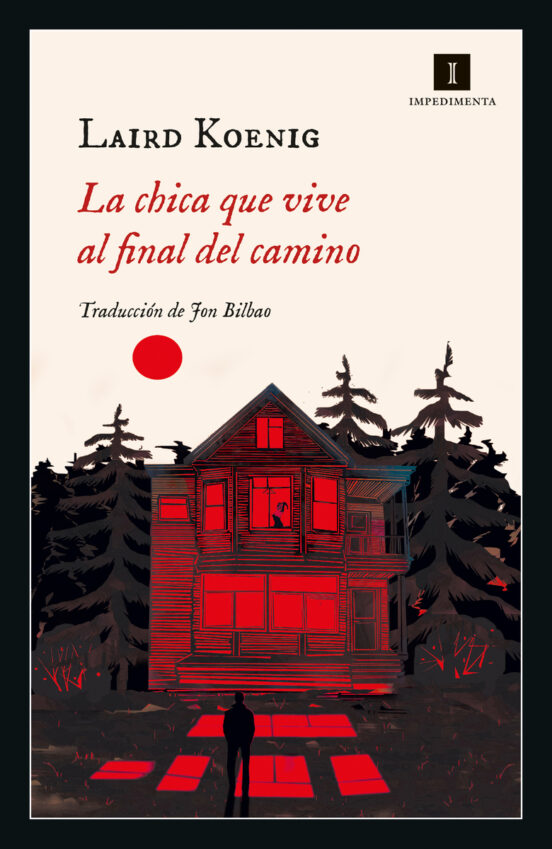 IMPEDIMENTA
Laird Koenig
La chica que vive
al final del camino
Traducción de Jon Bilbao